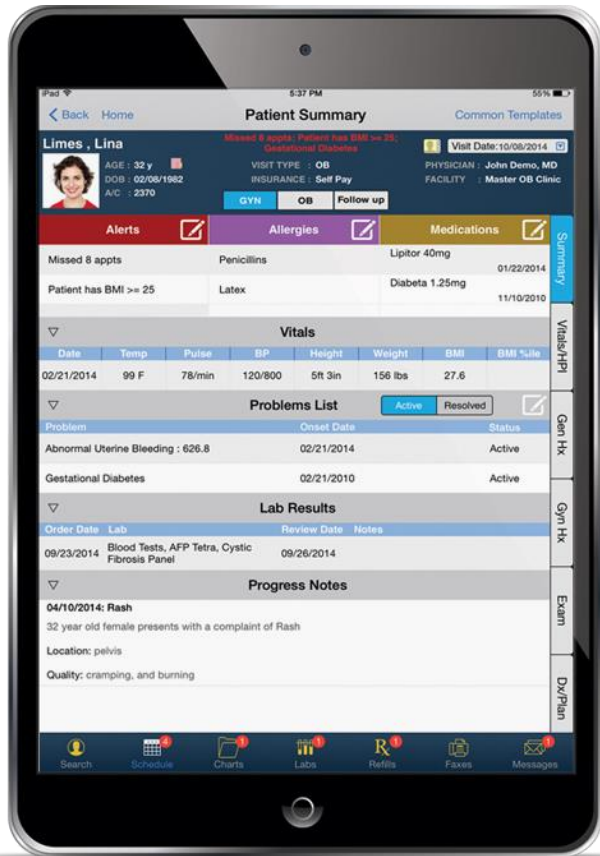 iPad 5:37 PM 55%
Back Home Patient Summary Common Templates
Limes , Lina
Missed 8 appts; Patient has BMI >= 25;
Gestational Diabetes
Visit Date:10/08/2014
AGE : 32 y VISIT TYPE : OB PHYSICIAN : John Demo, MD
DOB : 02/08/1982 INSURANCE : Self Pay FACILITY : Master OB Clinic
A/C : 2370
GYN OB Follow up
Alerts Allergies Medications
Missed 8 appts Penicillins Lipitor 40mg
01/22/2014
Patient has BMI >= 25 Latex Diabeta 1.25mg
11/10/2010
Vitals
Date Temp Pulse BP Height Weight BMI BMI %ile
02/21/2014 99 F 78/min 120/800 5ft 3in 156 lbs 27.6
Problems List Active Resolved
Problem Onset Date Status
Abnormal Uterine Bleeding : 626.8 02/21/2014 Active
Gestational Diabetes 02/21/2010 Active
Lab Results
Order Date Lab Review Date Notes
09/23/2014 Blood Tests, AFP Tetra, Cystic 09/26/2014
Fibrosis Panel
Progress Notes
04/10/2014: Rash
32 year old female presents with a complaint of Rash
Location: pelvis
Quality: cramping, and burning
Summary
Vitals/HPI
Gen Hx
Gyn Hx
Exam
Dx/Plan
4 1 1 1 1
Search Schedule Charts Labs Refills Faxes Messages